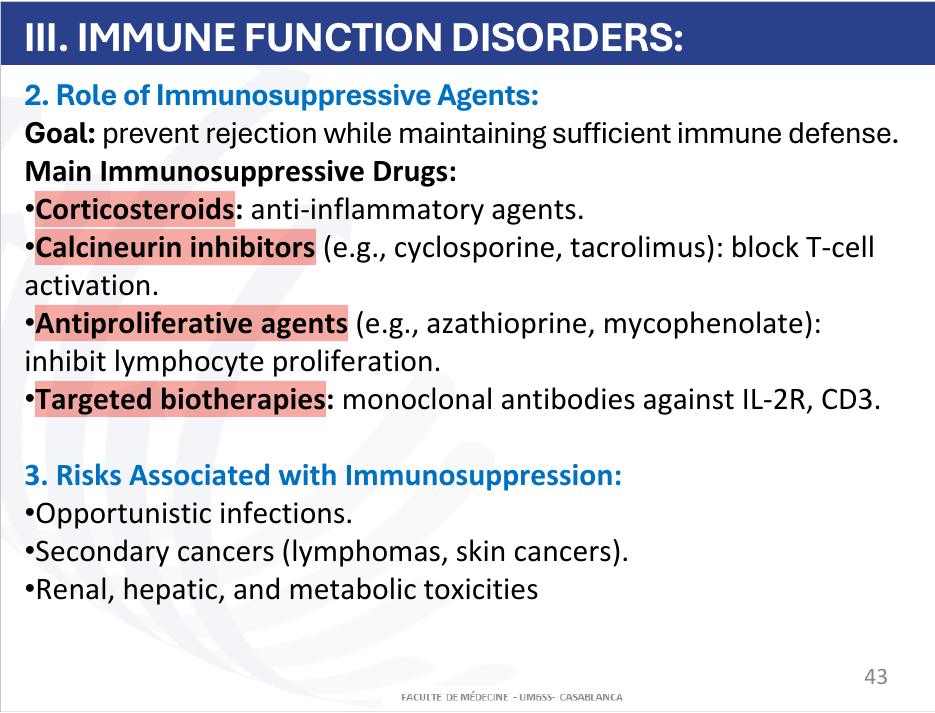 III. IMMUNE FUNCTION DISORDERS:
2. Role of Immunosuppressive Agents:
Goal: prevent rejection while maintaining sufficient immune defense.
Main Immunosuppressive Drugs:
•Corticosteroids: anti-inflammatory agents.
•Calcineurin inhibitors (e.g., cyclosporine, tacrolimus): block T-cell
activation.
•Antiproliferative agents (e.g., azathioprine, mycophenolate):
inhibit lymphocyte proliferation.
•Targeted biotherapies: monoclonal antibodies against IL-2R, CD3.
3. Risks Associated with Immunosuppression:
•Opportunistic infections.
•Secondary cancers (lymphomas, skin cancers).
•Renal, hepatic, and metabolic toxicities
43
FACULTE DE MÉDECINE - UM6SS- CASABLANCA